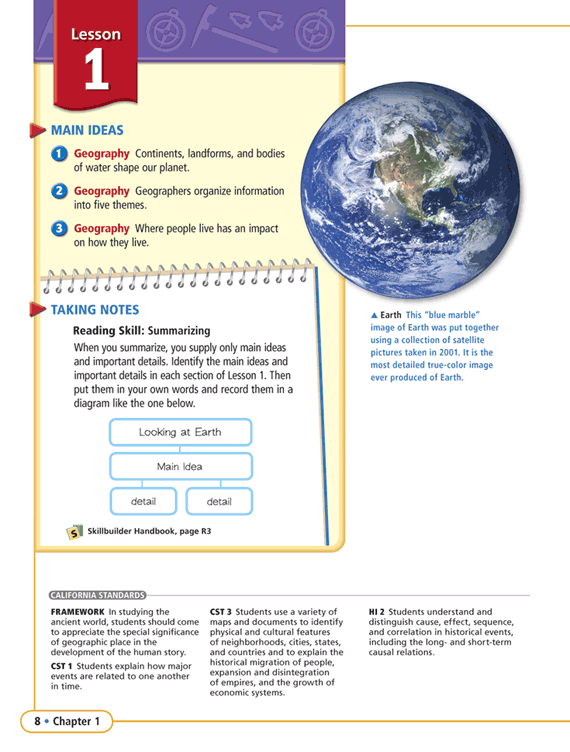 Lesson
1
MAIN IDEAS
1 Geography Continents, landforms, and bodies
of water shape our planet.
2 Geography Geographers organize information
into five themes.
3 Geography Where people live has an impact
on how they live.
TAKING NOTES
Reading Skill: Summarizing
When you summarize, you supply only main ideas
and important details. Identify the main ideas and
important details in each section of Lesson 1. Then
put them in your own words and record them in a
diagram like the one below.
Looking at Earth
Main Idea
detail detail
S Skillbuilder Handbook, page R3
▲ Earth This “blue marble”
image of Earth was put together
using a collection of satellite
pictures taken in 2001. It is the
most detailed true-color image
ever produced of Earth.
CALIFORNIA STANDARDS
FRAMEWORK In studying the
ancient world, students should come
to appreciate the special significance
of geographic place in the
development of the human story.
CST 1 Students explain how major
events are related to one another
in time.
CST 3 Students use a variety of
maps and documents to identify
physical and cultural features
of neighborhoods, cities, states,
and countries and to explain the
historical migration of people,
expansion and disintegration
of empires, and the growth of
economic systems.
HI 2 Students understand and
distinguish cause, effect, sequence,
and correlation in historical events,
including the long- and short-term
causal relations.
8 • Chapter 1